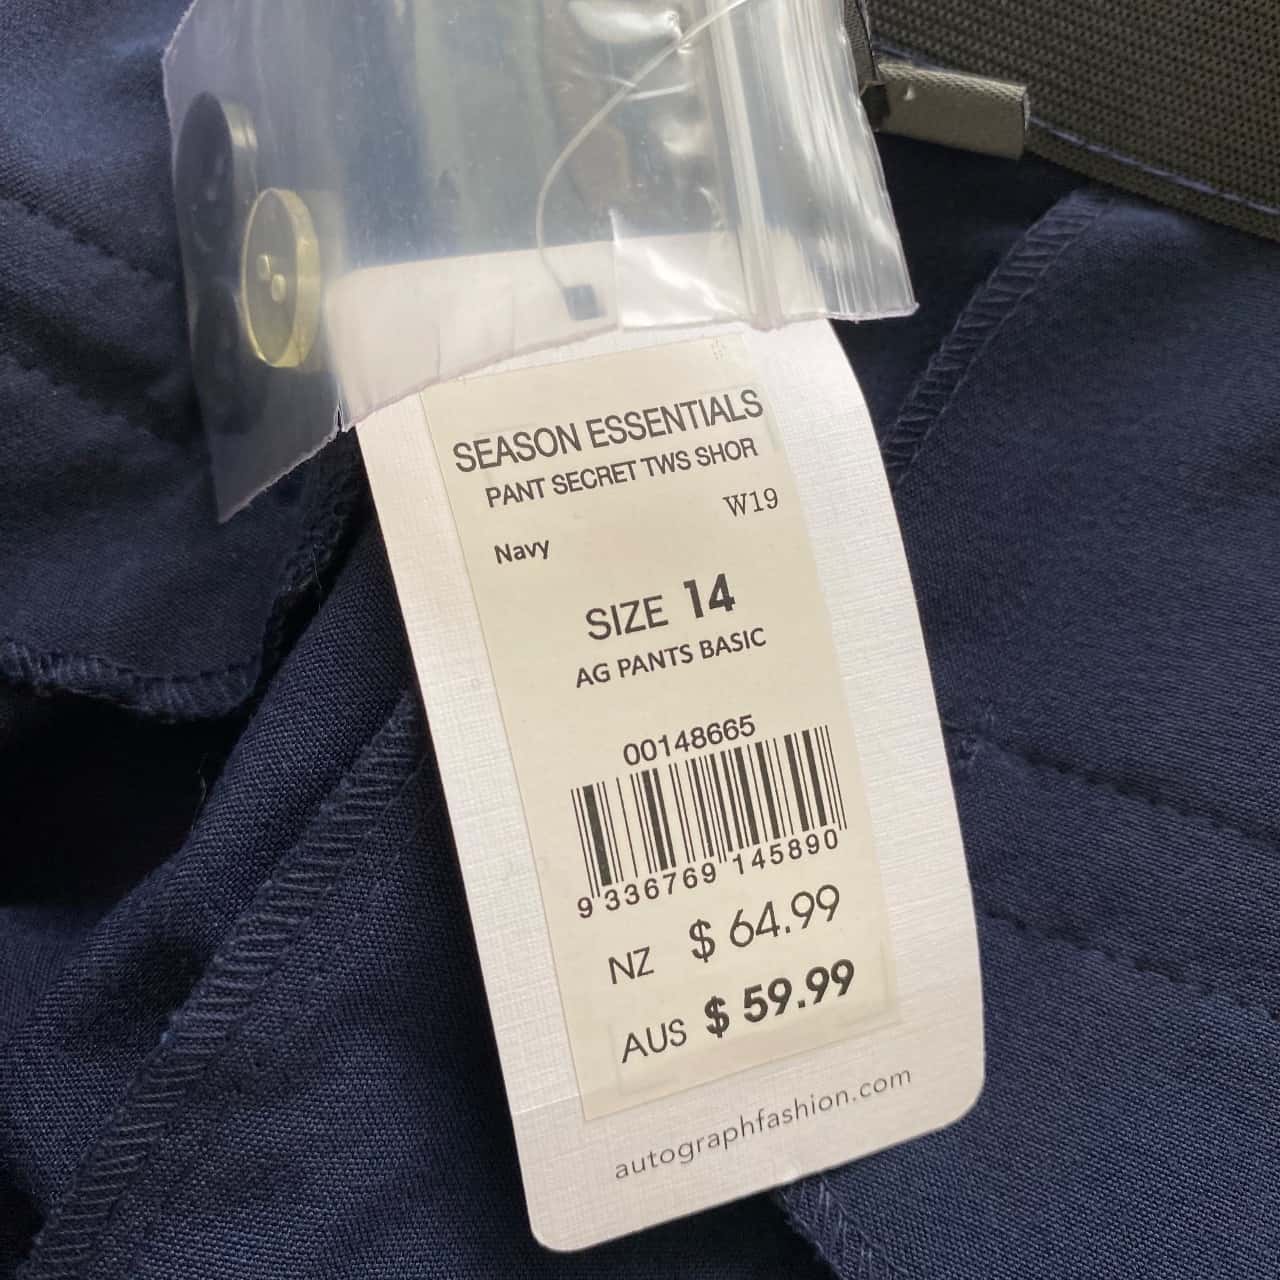 SEASON ESSENTIALS
PANT SECRET TWS SHOR
W19
Navy
SIZE 14
AG PANTS BASIC
00148665
9 336769 145890
NZ $ 64.99
AUS $ 59.99
autographfashion.com